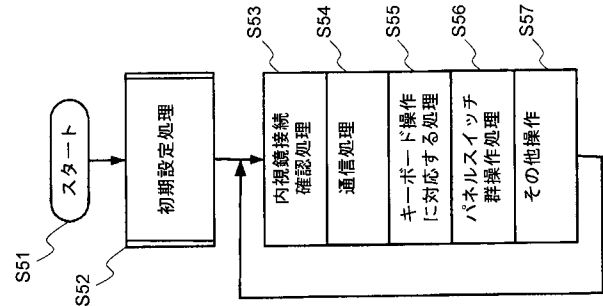 S51
スタート
S52
初期設定処理
S53
内視鏡接続
確認処理
S54
通信処理
S55
キーボード操作
に対応する処理
S56
パネルスイッチ
群操作処理
S57
その他操作